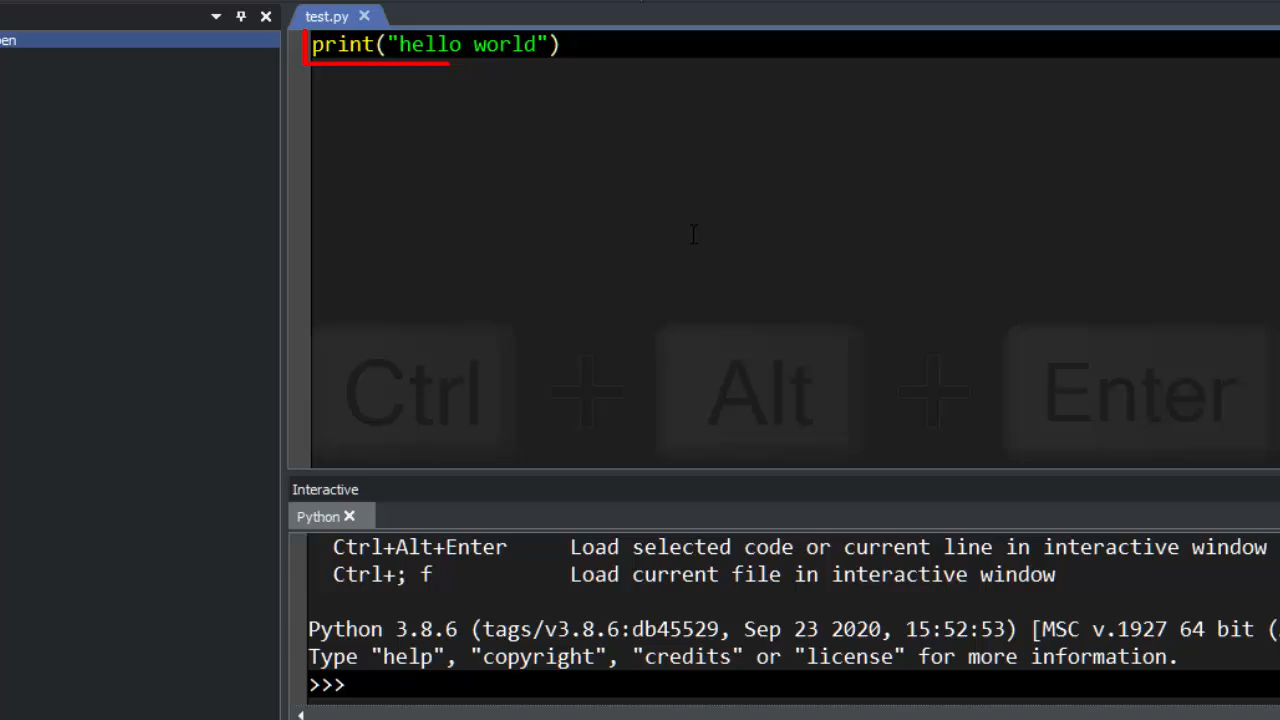 test.py
en
print("hello world")
Ctrl + Alt + Enter
Interactive
Python
Ctrl+Alt+Enter Load selected code or current line in interactive window
Ctrl+; f Load current file in interactive window
Python 3.8.6 (tags/v3.8.6:db45529, Sep 23 2020, 15:52:53) [MSC v.1927 64 bit (
Type "help", "copyright", "credits" or "license" for more information.
>>>